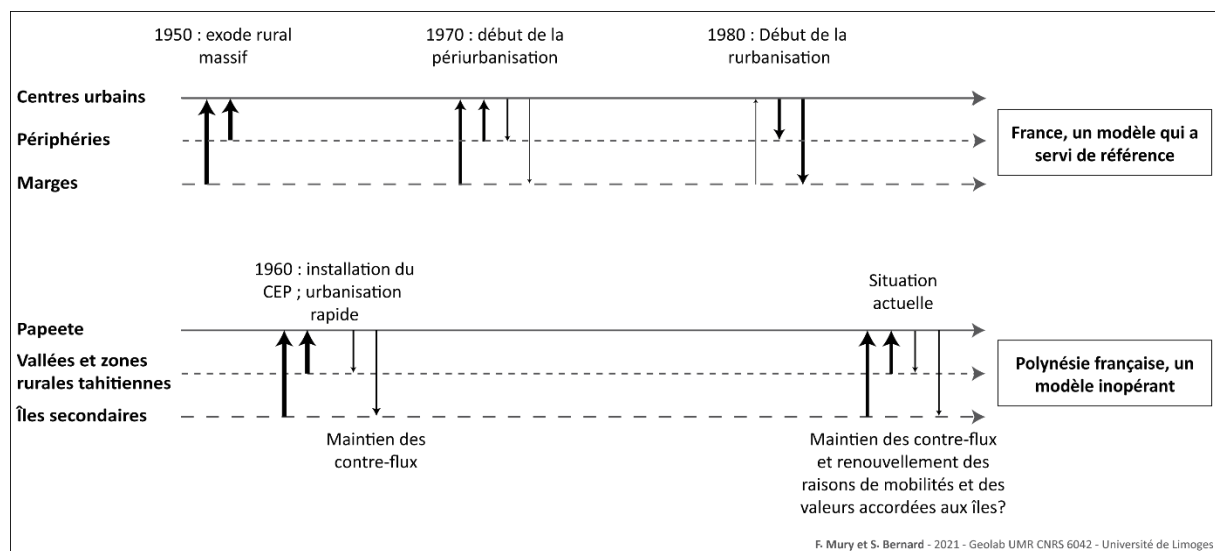 1950 : exode rural
massif
1970 : début de la
périurbanisation
1980 : Début de la
rurbanisation
Centres urbains
Périphéries
Marges
France, un modèle qui a
servi de référence
1960 : installation du
CEP ; urbanisation
rapide
Situation
actuelle
Papeete
Vallées et zones
rurales tahitiennes
Îles secondaires
Polynésie française, un
modèle inopérant
Maintien des
contre-flux
Maintien des contre-flux
et renouvellement des
raisons de mobilités et des
valeurs accordées aux îles?
F. Mury et S. Bernard - 2021 - Geolab UMR CNRS 6042 - Université de Limoges